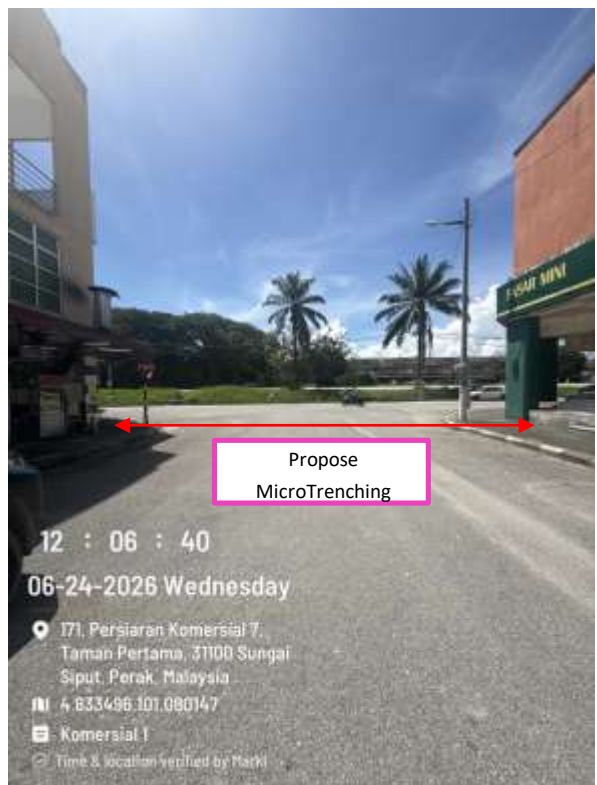 PASAR MINI
Propose
MicroTrenching
12 : 06 : 40
06-24-2026 Wednesday
171, Persiaran Komersial 7,
Taman Pertama, 31100 Sungai
Siput, Perak, Malaysia
4.833496,101.080147
Komersial 1
Time & location verified by Marki